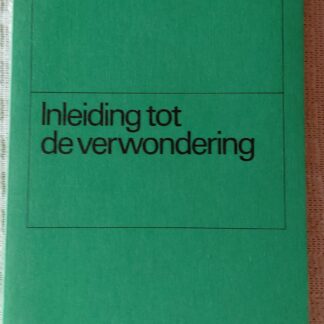 Inleiding tot
de verwondering